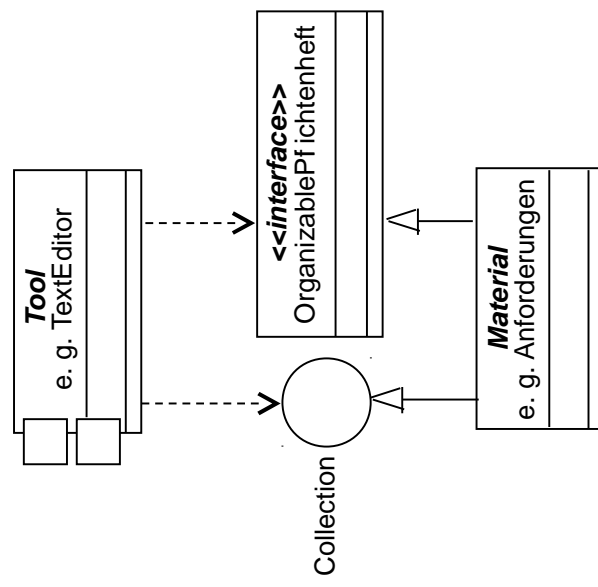 Tool
e. g. TextEditor
<<interface>>
OrganizablePf ichtenheft
Collection
Material
e. g. Anforderungen